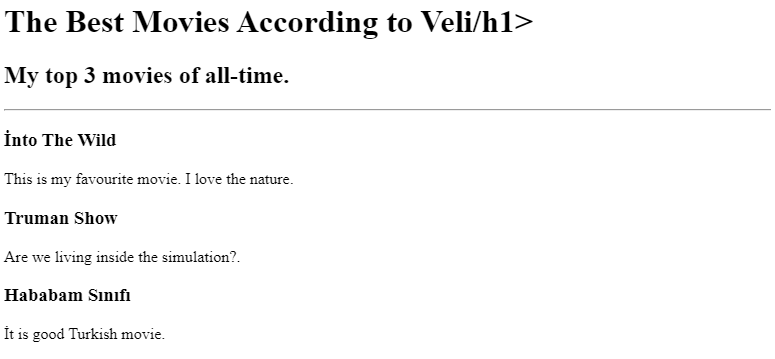 The Best Movies According to Veli/h1>
My top 3 movies of all-time.
İnto The Wild
This is my favourite movie. I love the nature.
Truman Show
Are we living inside the simulation?.
Hababam Sınıfı
İt is good Turkish movie.